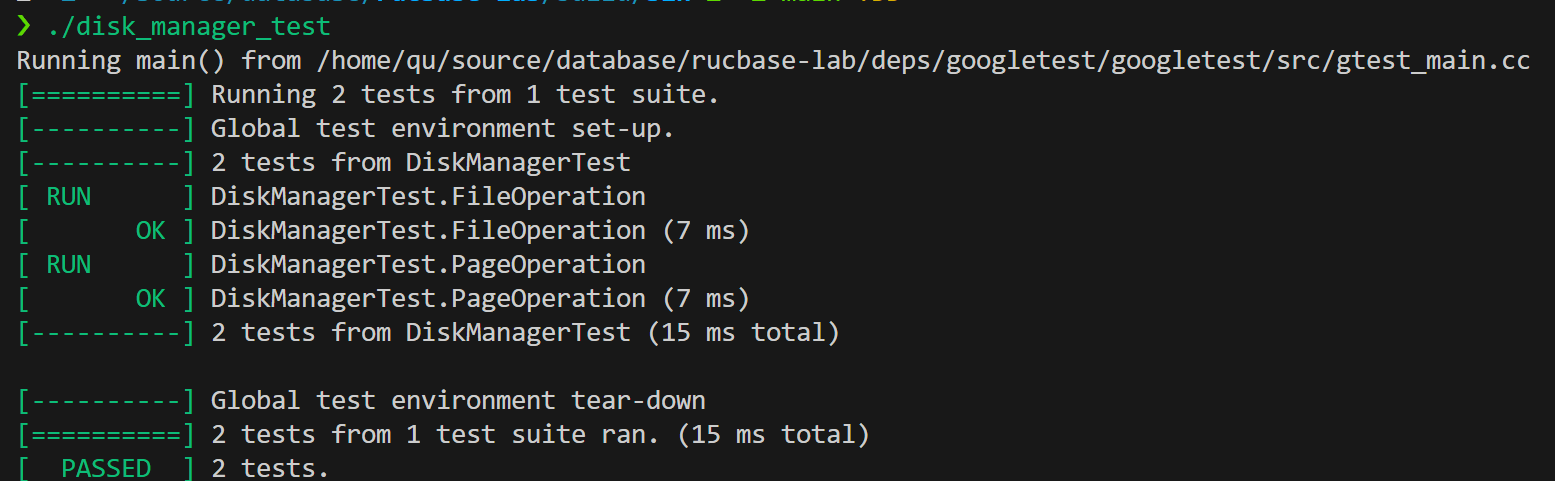 ❯ ./disk_manager_test
Running main() from /home/qu/source/database/rucbase-lab/deps/googletest/googletest/src/gtest_main.cc
[==========] Running 2 tests from 1 test suite.
[----------] Global test environment set-up.
[----------] 2 tests from DiskManagerTest
[ RUN      ] DiskManagerTest.FileOperation
[       OK ] DiskManagerTest.FileOperation (7 ms)
[ RUN      ] DiskManagerTest.PageOperation
[       OK ] DiskManagerTest.PageOperation (7 ms)
[----------] 2 tests from DiskManagerTest (15 ms total)
[----------] Global test environment tear-down
[==========] 2 tests from 1 test suite ran. (15 ms total)
[  PASSED  ] 2 tests.